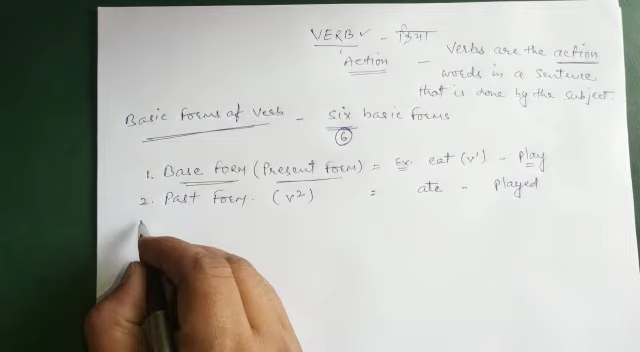 VERB ✓ - क्रिया
Action - Verbs are the action
words in a sentence
that is done by the subject.
Basic forms of Verb - six basic forms
6
1. Base form (Present form) = Ex. eat (v¹) - Play
2. Past form. (v²) = ate - Played